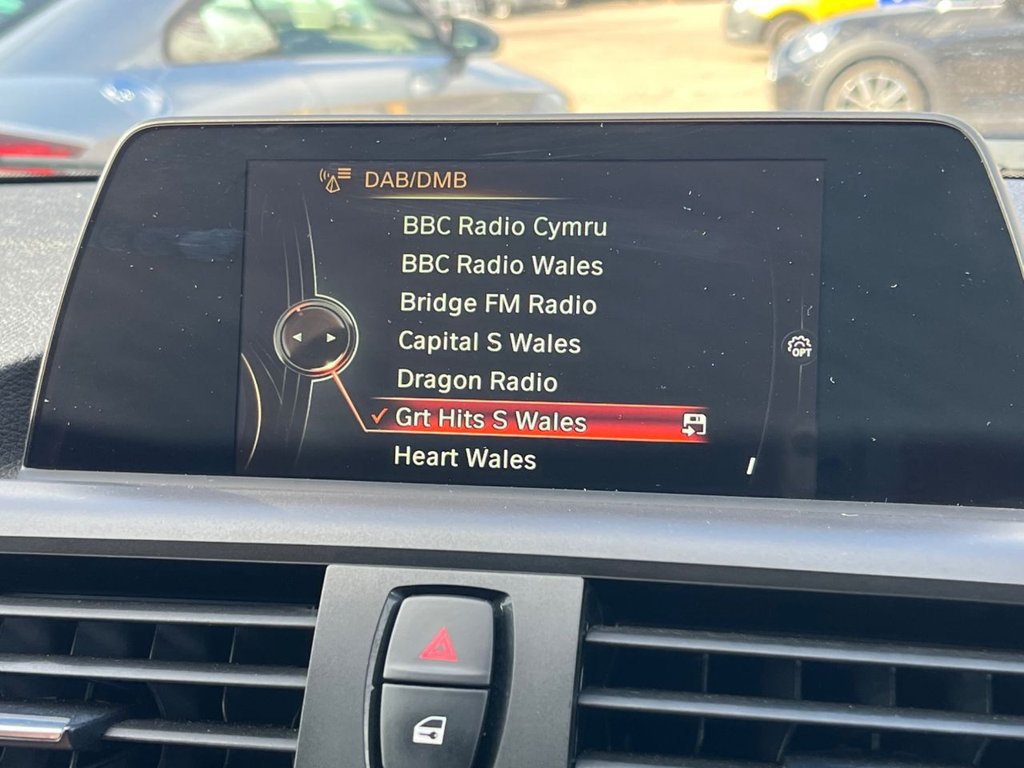 DAB/DMB
BBC Radio Cymru
BBC Radio Wales
Bridge FM Radio
Capital S Wales
OPT
Dragon Radio
Grt Hits S Wales
Heart Wales